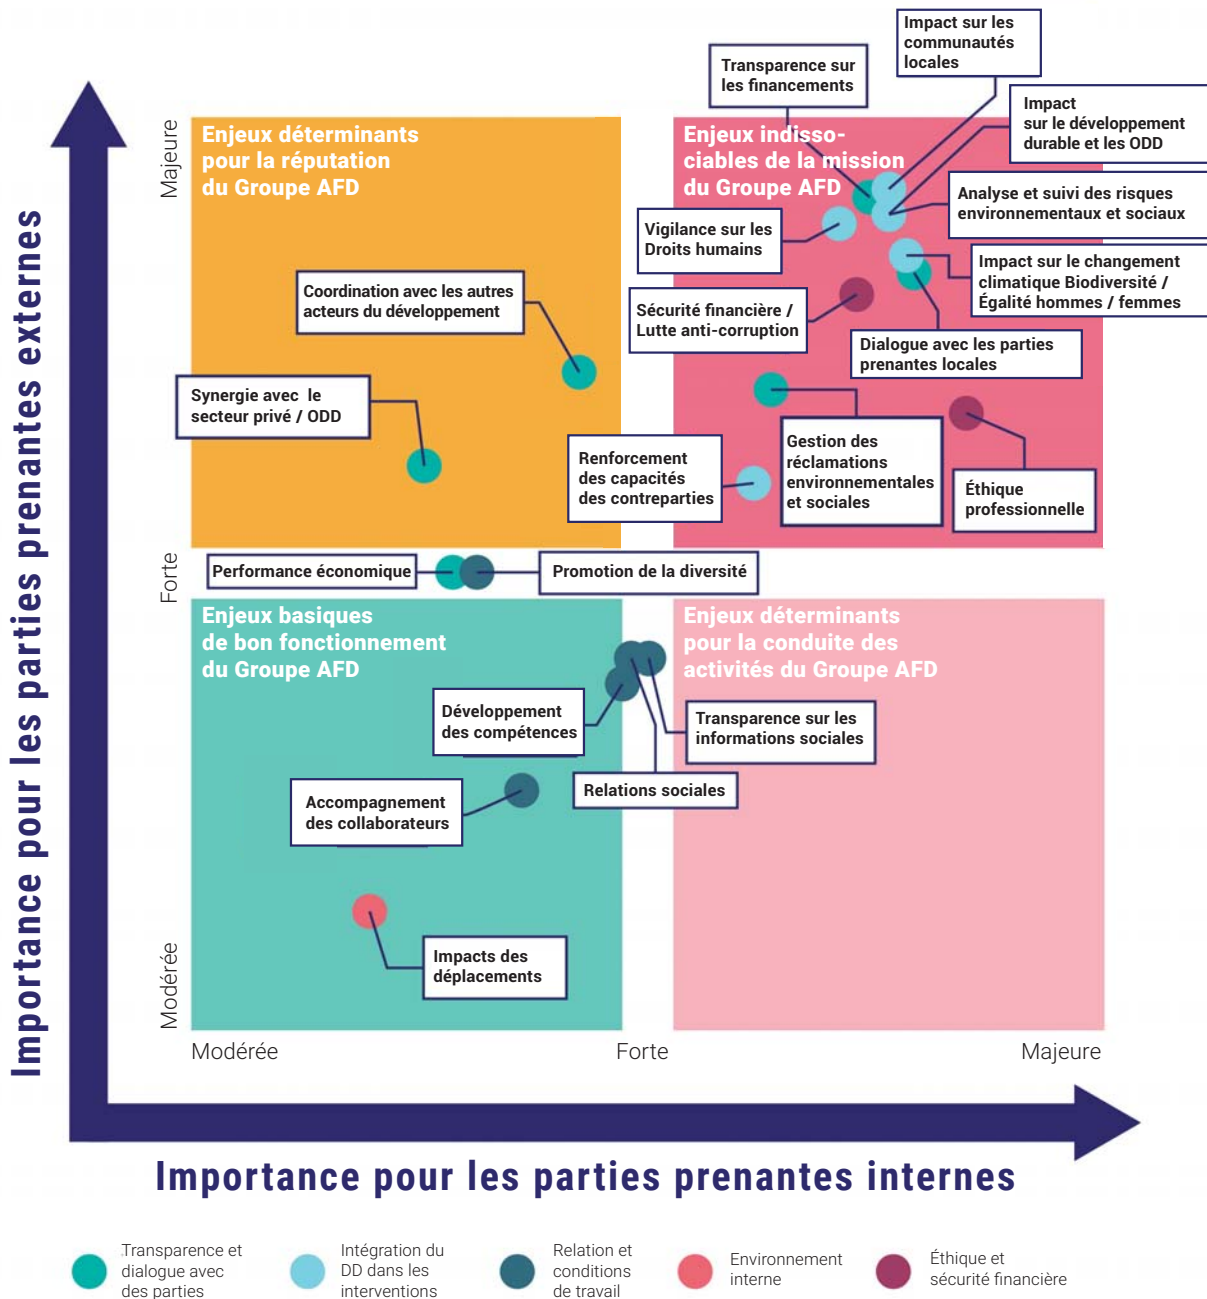 Impact sur les
communautés
locales
Transparence sur
les financements
Impact
sur le développement
durable et les ODD
Enjeux déterminants
pour la réputation
du Groupe AFD
Enjeux indisso-
ciables de la mission
du Groupe AFD
Analyse et suivi des risques
environnementaux et sociaux
Vigilance sur les
Droits humains
Impact sur le changement
climatique Biodiversité /
Égalité hommes / femmes
Coordination avec les autres
acteurs du développement
Sécurité financière /
Lutte anti-corruption
Dialogue avec les parties
prenantes locales
Synergie avec le
secteur privé / ODD
Renforcement
des capacités
des contreparties
Gestion des
réclamations
environnementales
et sociales
Éthique
professionnelle
Performance économique
Promotion de la diversité
Enjeux basiques
de bon fonctionnement
du Groupe AFD
Enjeux déterminants
pour la conduite des
activités du Groupe AFD
Développement
des compétences
Transparence sur les
informations sociales
Relations sociales
Accompagnement
des collaborateurs
Impacts des
déplacements
Importance pour les parties prenantes externes
Majeure
Forte
Modérée
Modérée
Forte
Majeure
Importance pour les parties prenantes internes
Transparence et
dialogue avec
des parties
Intégration du
DD dans les
interventions
Relation et
conditions
de travail
Environnement
interne
Éthique et
sécurité financière